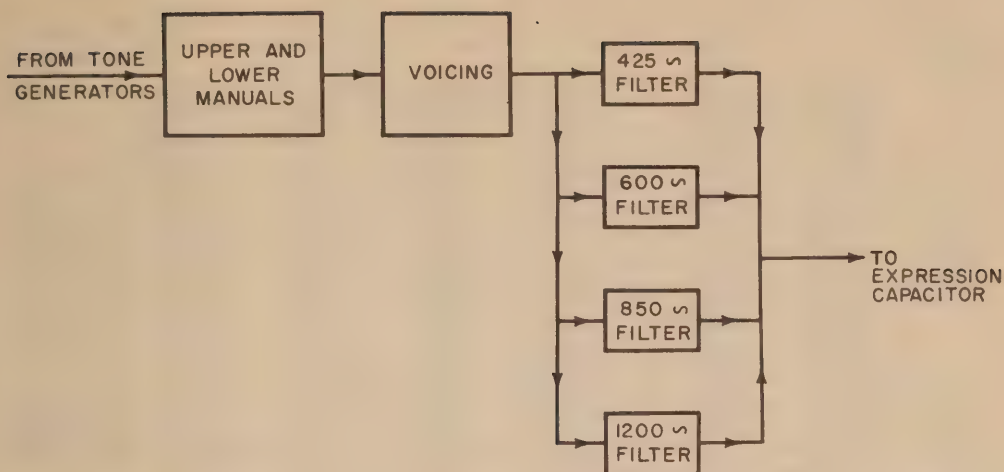 FROM TONE
GENERATORS
UPPER AND
LOWER
MANUALS
VOICING
425 ∽
FILTER
600 ∽
FILTER
850 ∽
FILTER
1200 ∽
FILTER
TO
EXPRESSION
CAPACITOR